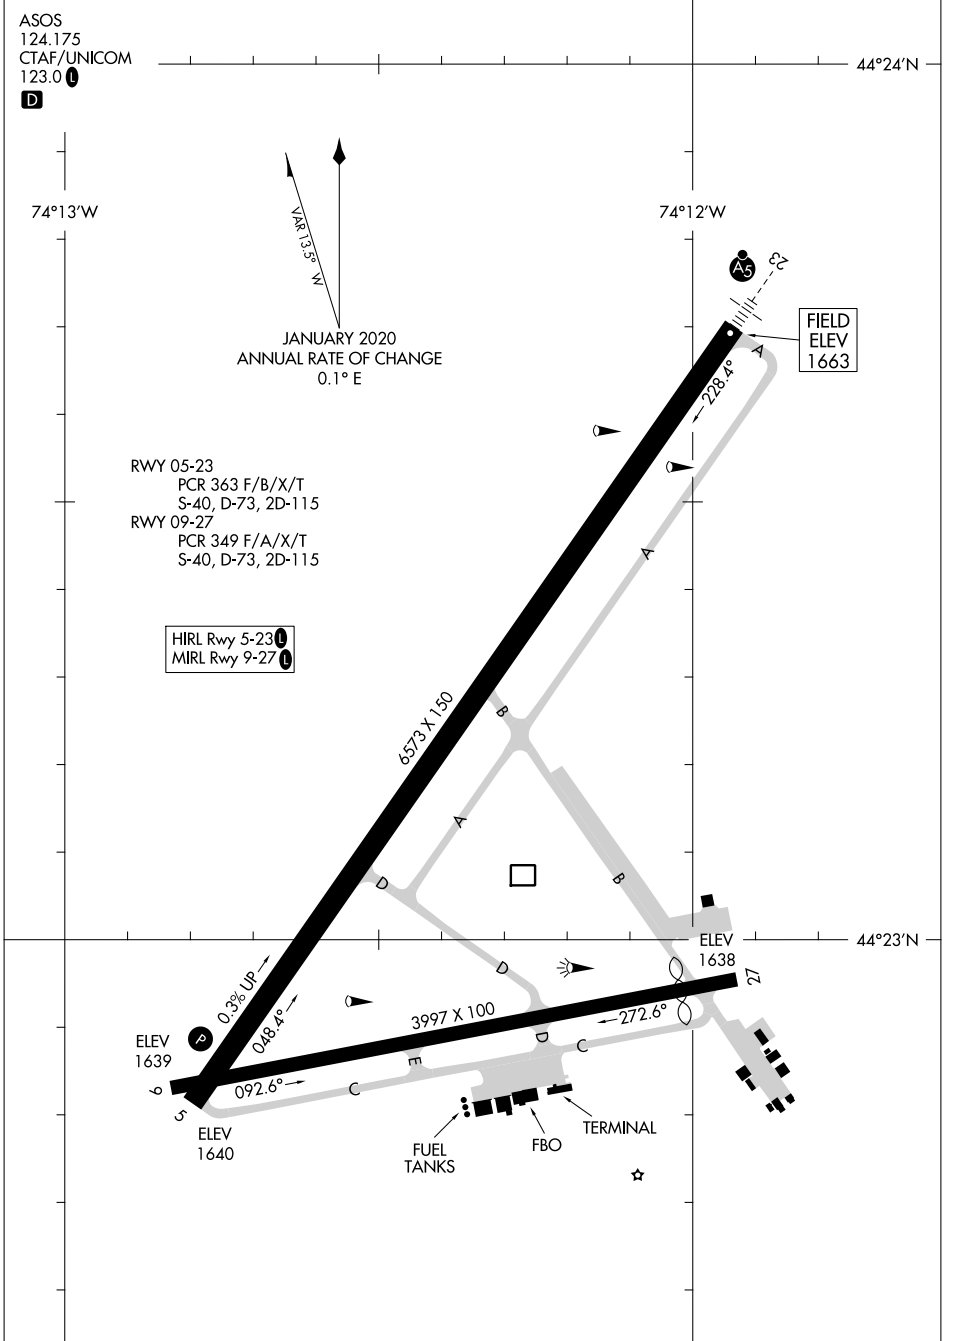 ASOS
124.175
CTAF/UNICOM
123.0 L
D
44°24'N
74°13'W
74°12'W
VAR 13.5° W
JANUARY 2020
ANNUAL RATE OF CHANGE
0.1° E
A5
23
FIELD
ELEV
1663
A
228.4°
RWY 05-23
PCR 363 F/B/X/T
S-40, D-73, 2D-115
RWY 09-27
PCR 349 F/A/X/T
S-40, D-73, 2D-115
A
HIRL Rwy 5-23 L
MIRL Rwy 9-27 L
6573 X 150
B
A
D
B
44°23'N
ELEV
1638
D
27
0.3% UP
048.4°
3997 X 100
272.6°
P
ELEV
1639
D
C
E
9
092.6°
C
5
ELEV
1640
FUEL
TANKS
FBO
TERMINAL